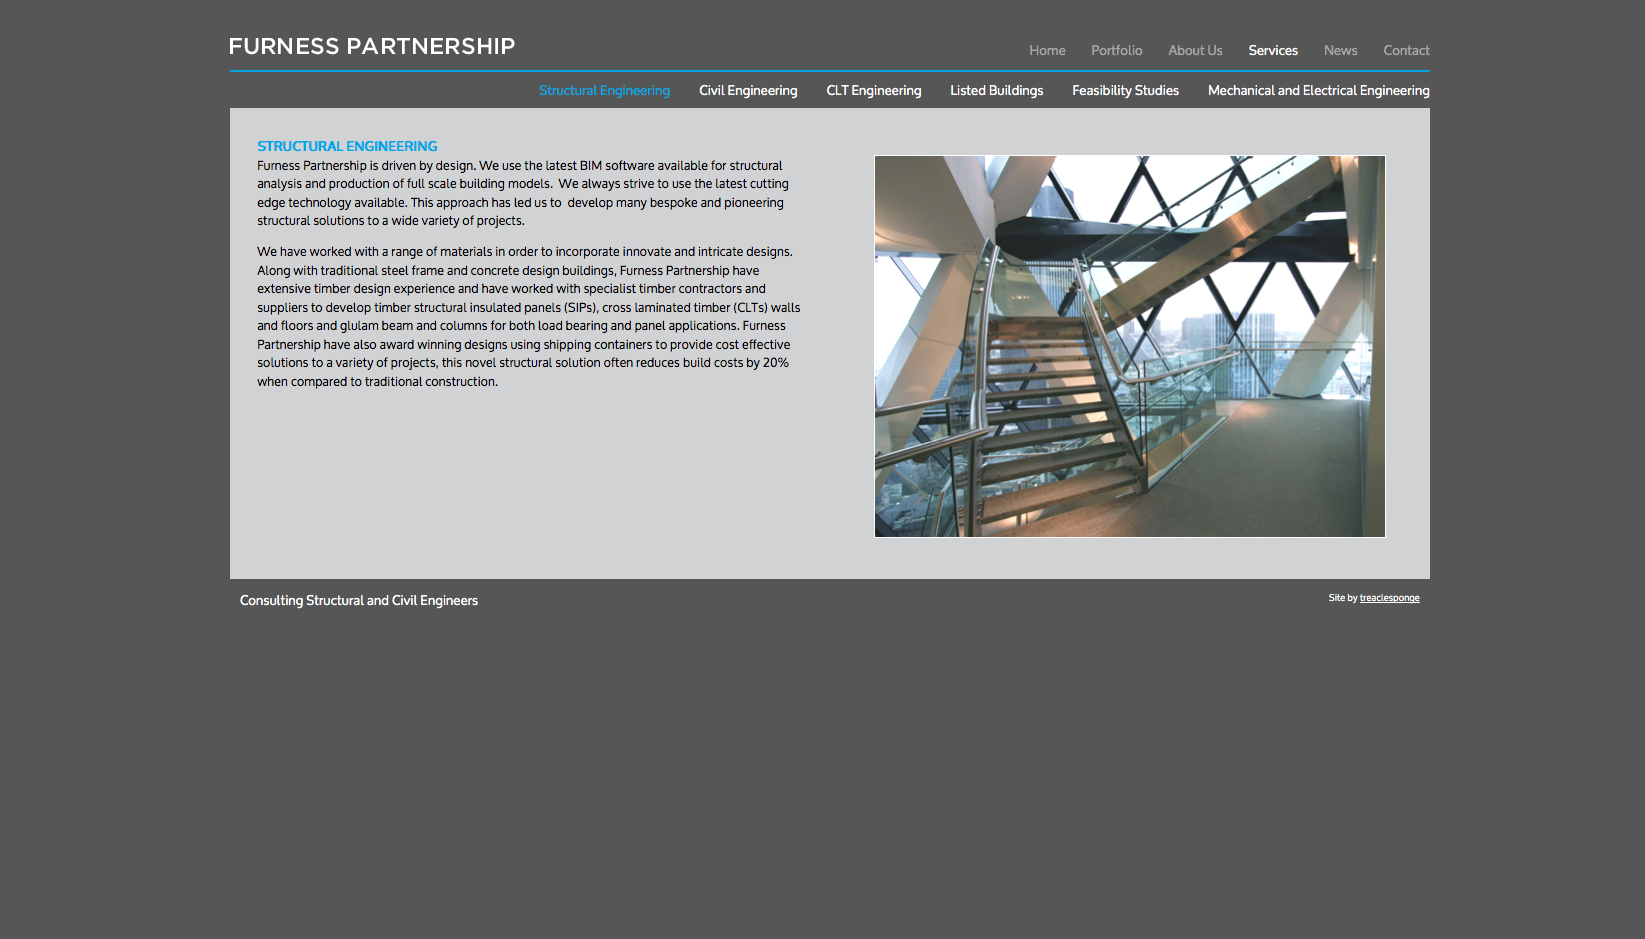 FURNESS PARTNERSHIP
Home Portfolio About Us Services News Contact
Structural Engineering Civil Engineering CLT Engineering Listed Buildings Feasibility Studies Mechanical and Electrical Engineering
STRUCTURAL ENGINEERING
Furness Partnership is driven by design. We use the latest BIM software available for structural
analysis and production of full scale building models.  We always strive to use the latest cutting
edge technology available. This approach has led us to  develop many bespoke and pioneering
structural solutions to a wide variety of projects.
We have worked with a range of materials in order to incorporate innovate and intricate designs.
Along with traditional steel frame and concrete design buildings, Furness Partnership have
extensive timber design experience and have worked with specialist timber contractors and
suppliers to develop timber structural insulated panels (SIPs), cross laminated timber (CLTs) walls
and floors and glulam beam and columns for both load bearing and panel applications. Furness
Partnership have also award winning designs using shipping containers to provide cost effective
solutions to a variety of projects, this novel structural solution often reduces build costs by 20%
when compared to traditional construction.
Consulting Structural and Civil Engineers
Site by treaclesponge